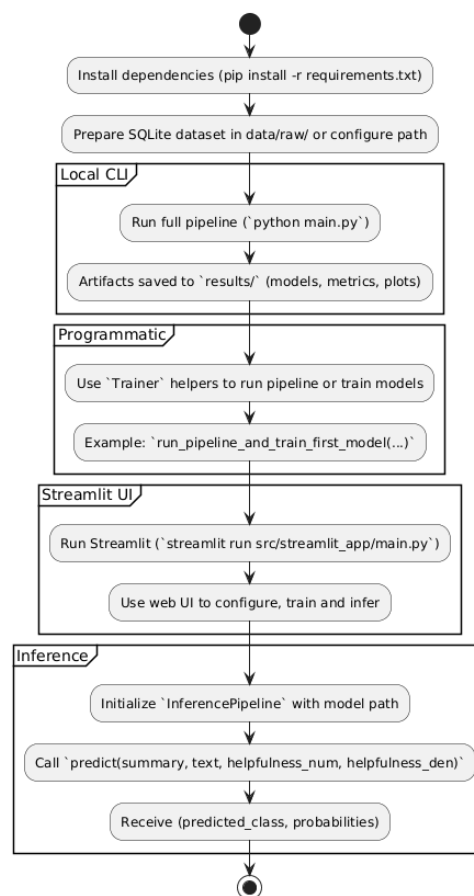 Install dependencies (pip install -r requirements.txt)
Prepare SQLite dataset in data/raw/ or configure path
Local CLI
Run full pipeline (`python main.py`)
Artifacts saved to `results/` (models, metrics, plots)
Programmatic
Use `Trainer` helpers to run pipeline or train models
Example: `run_pipeline_and_train_first_model(...)`
Streamlit UI
Run Streamlit (`streamlit run src/streamlit_app/main.py`)
Use web UI to configure, train and infer
Inference
Initialize `InferencePipeline` with model path
Call `predict(summary, text, helpfulness_num, helpfulness_den)`
Receive (predicted_class, probabilities)